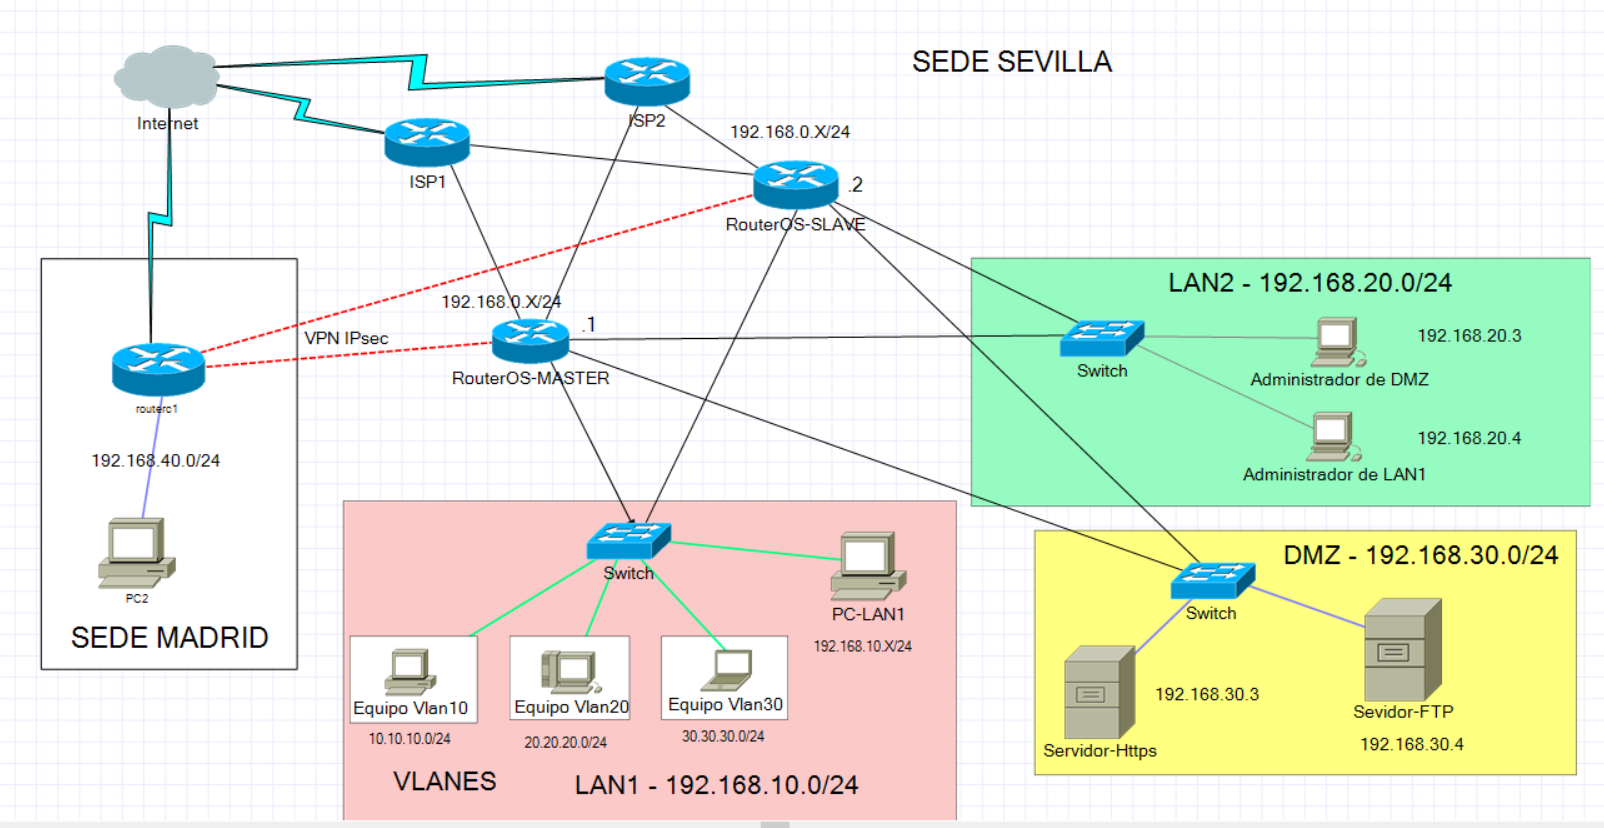 SEDE SEVILLA
Internet
ISP2
192.168.0.X/24
ISP1
.2
RouterOS-SLAVE
LAN2 - 192.168.20.0/24
192.168.0.X/24
.1
VPN IPsec
192.168.20.3
Switch
Administrador de DMZ
RouterOS-MASTER
routerc1
192.168.20.4
192.168.40.0/24
Administrador de LAN1
DMZ - 192.168.30.0/24
Switch
PC2
PC-LAN1
Switch
SEDE MADRID
192.168.10.X/24
192.168.30.3
Equipo Vlan10
Equipo Vlan20
Equipo Vlan30
Sevidor-FTP
10.10.10.0/24
20.20.20.0/24
30.30.30.0/24
192.168.30.4
Servidor-Https
VLANES
LAN1 - 192.168.10.0/24